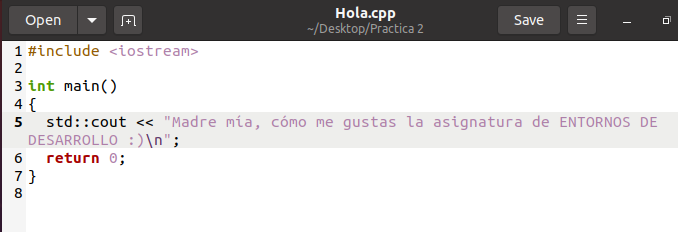 Open
Hola.cpp
~/Desktop/Practica 2
Save
1 #include <iostream>
2
3 int main()
4 {
5   std::cout << "Madre mía, cómo me gustas la asignatura de ENTORNOS DE
DESARROLLO :)\n";
6   return 0;
7 }
8